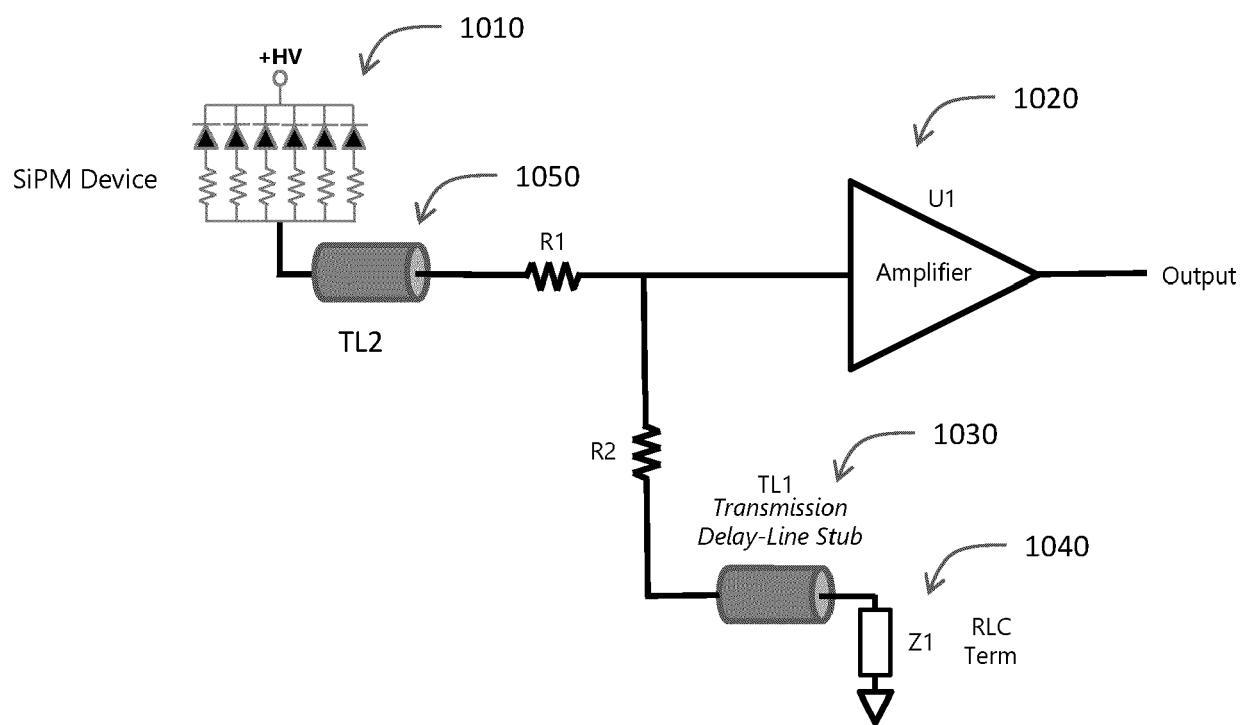 1010
+HV
1020
SiPM Device
1050
U1
R1
Amplifier
Output
TL2
1030
R2
TL1
Transmission
Delay-Line Stub
1040
Z1
RLC
Term